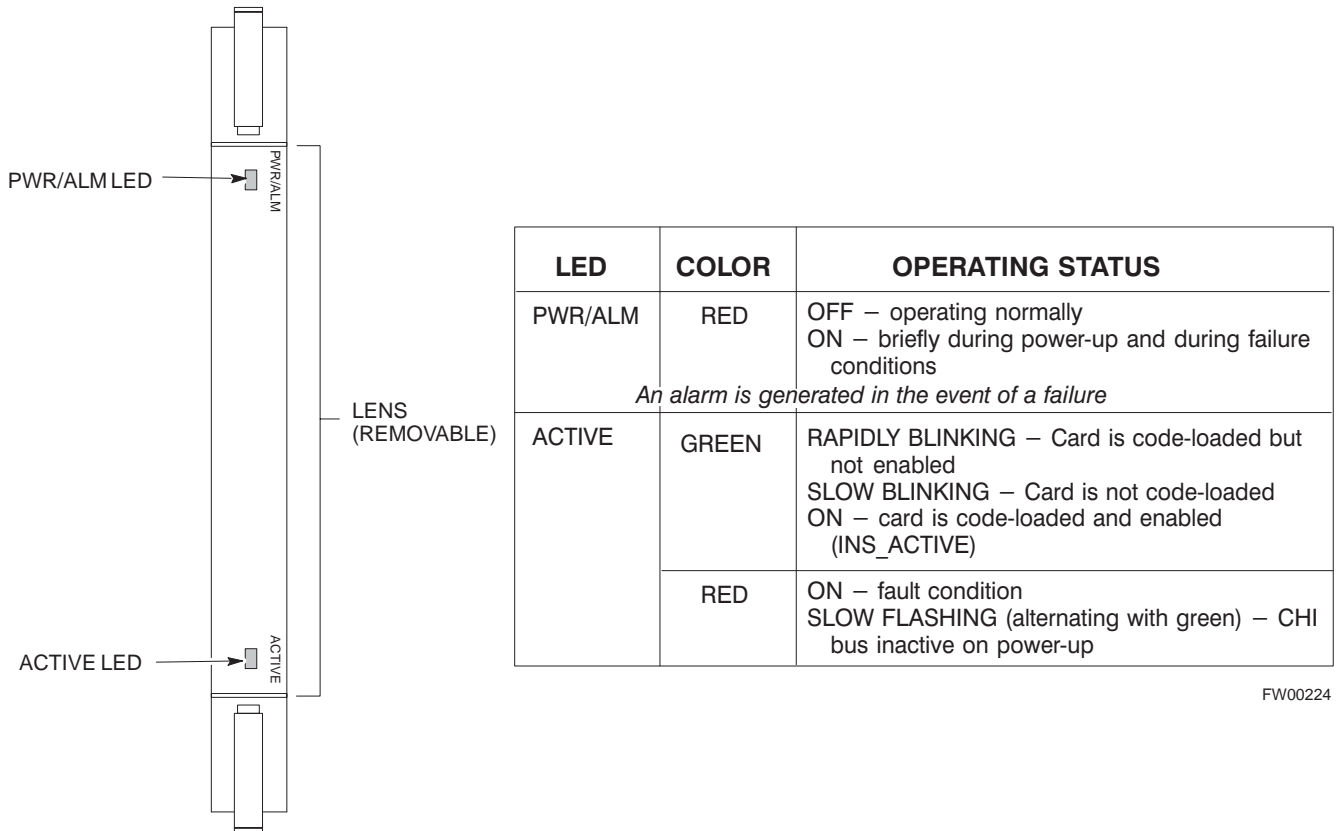 PWR/ALM LED
PWR/ALM
LENS
(REMOVABLE)
ACTIVE
ACTIVE LED
LED COLOR OPERATING STATUS
PWR/ALM RED OFF – operating normally
ON – briefly during power-up and during failure
conditions
An alarm is generated in the event of a failure
ACTIVE GREEN RAPIDLY BLINKING – Card is code-loaded but
not enabled
SLOW BLINKING – Card is not code-loaded
ON – card is code-loaded and enabled
(INS_ACTIVE)
RED ON – fault condition
SLOW FLASHING (alternating with green) – CHI
bus inactive on power-up
FW00224